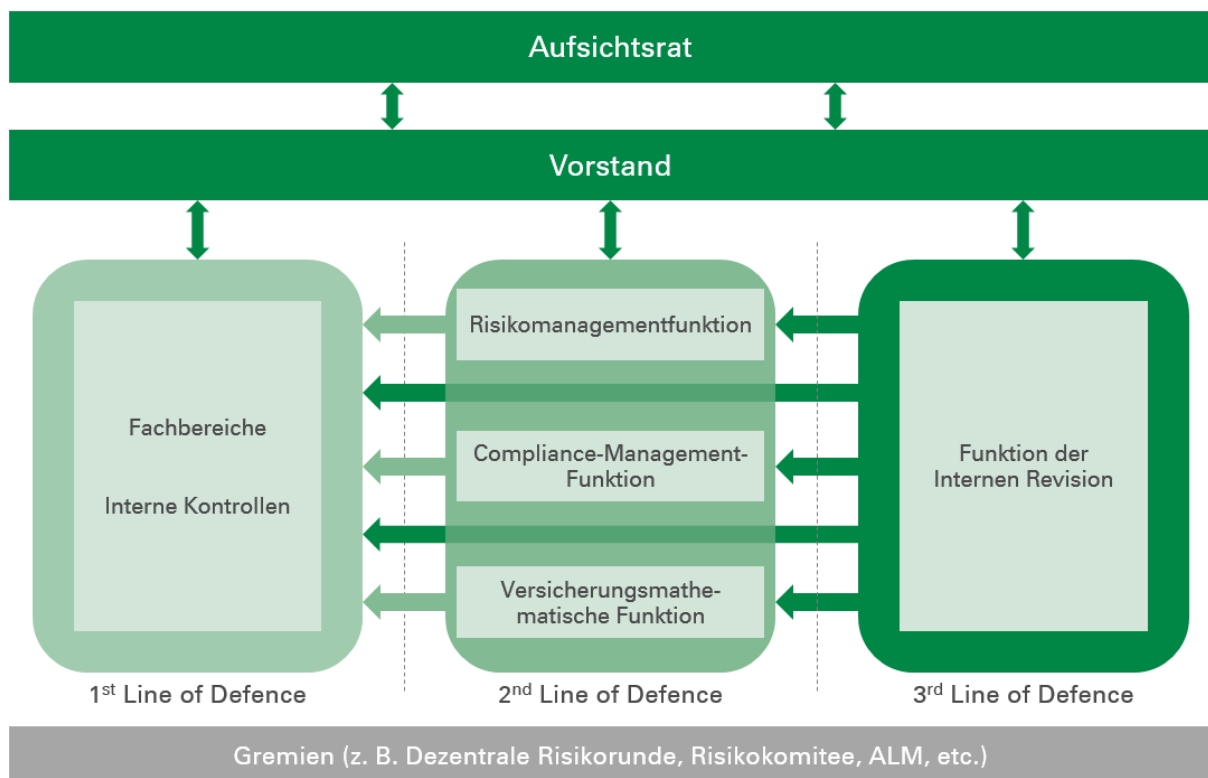 Aufsichtsrat
Vorstand
Fachbereiche
Interne Kontrollen
Risikomanagementfunktion
Compliance-Management-
Funktion
Versicherungsmathe-
matische Funktion
Funktion der
Internen Revision
1st Line of Defence
2nd Line of Defence
3rd Line of Defence
Gremien (z. B. Dezentrale Risikorunde, Risikokomitee, ALM, etc.)